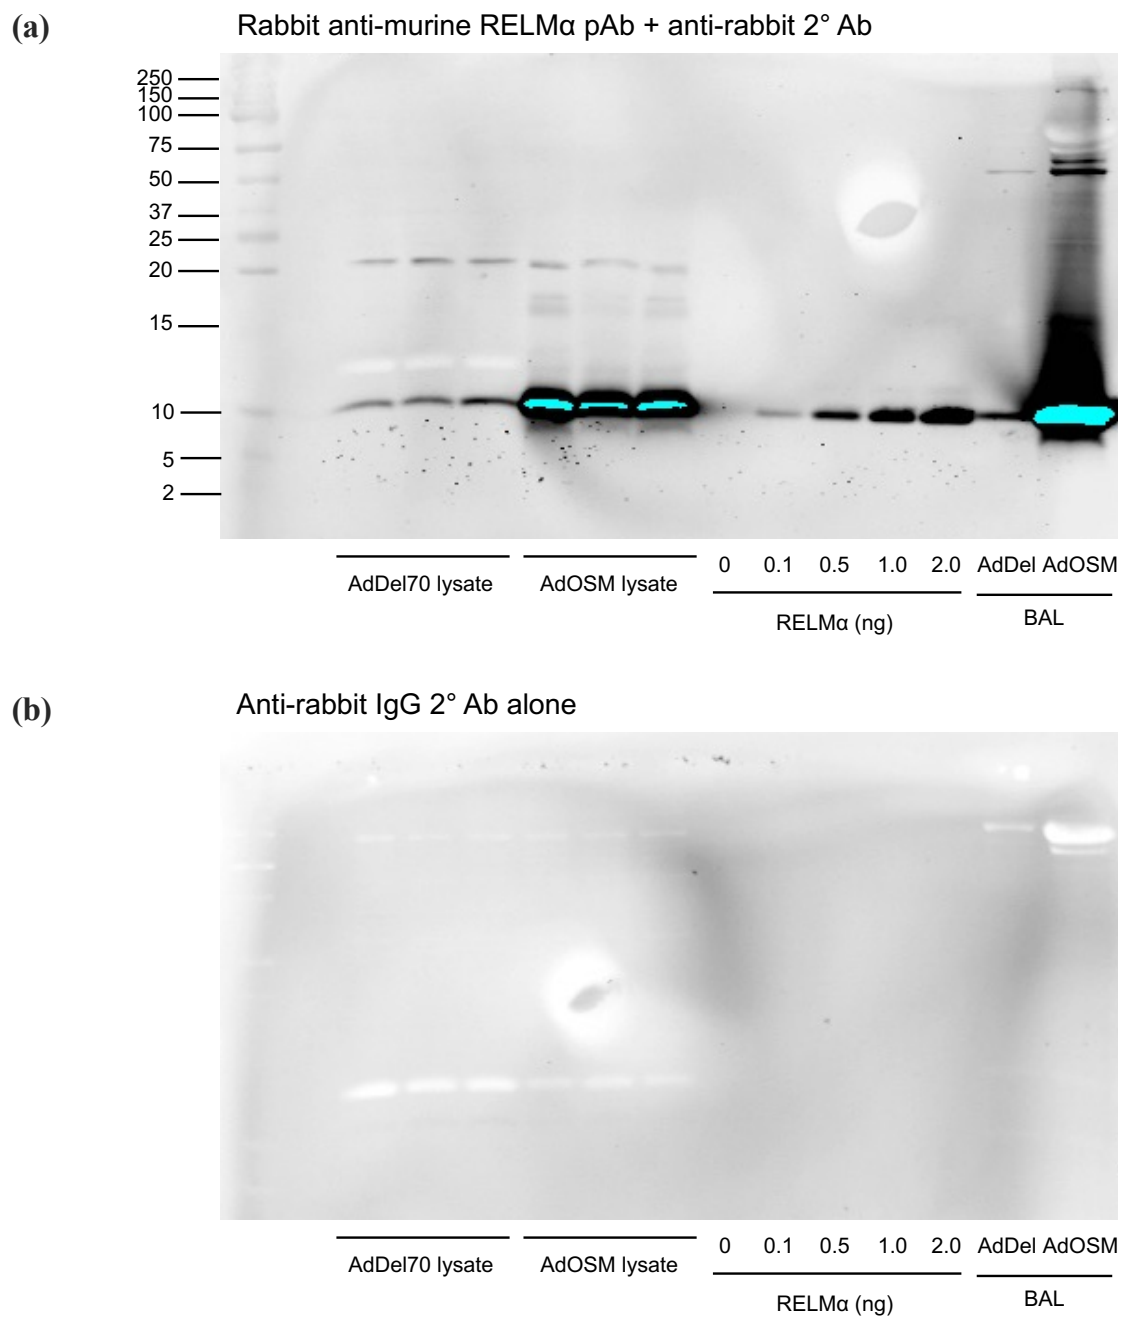 (a)
Rabbit anti-murine RELMα pAb + anti-rabbit 2° Ab
250
150
100
75
50
37
25
20
15
10
5
2
0 0.1 0.5 1.0 2.0 AdDel AdOSM
AdDel70 lysate AdOSM lysate
RELMα (ng) BAL
(b)
Anti-rabbit IgG 2° Ab alone
0 0.1 0.5 1.0 2.0 AdDel AdOSM
AdDel70 lysate AdOSM lysate
RELMα (ng) BAL